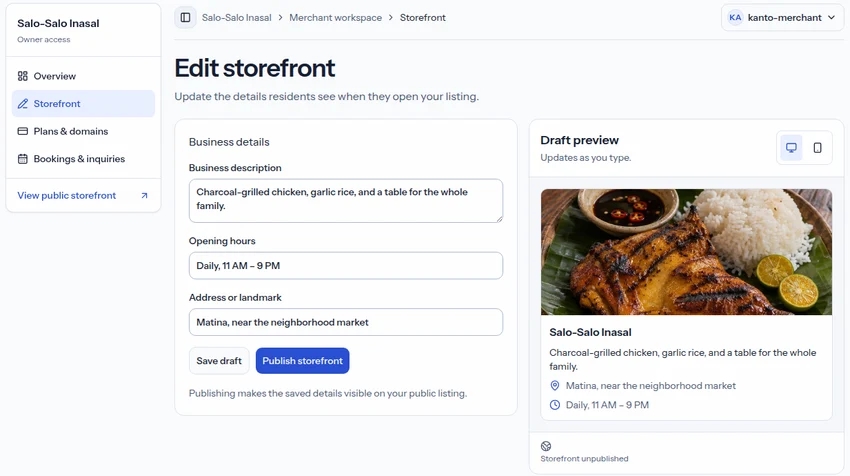 Salo-Salo Inasal
Owner access
Overview
Storefront
Plans & domains
Bookings & inquiries
View public storefront
Salo-Salo Inasal > Merchant workspace > Storefront
KA kanto-merchant
Edit storefront
Update the details residents see when they open your listing.
Business details
Business description
Charcoal-grilled chicken, garlic rice, and a table for the whole
family.
Opening hours
Daily, 11 AM – 9 PM
Address or landmark
Matina, near the neighborhood market
Save draft
Publish storefront
Publishing makes the saved details visible on your public listing.
Draft preview
Updates as you type.
Salo-Salo Inasal
Charcoal-grilled chicken, garlic rice, and a table for the whole
family.
Matina, near the neighborhood market
Daily, 11 AM – 9 PM
Storefront unpublished